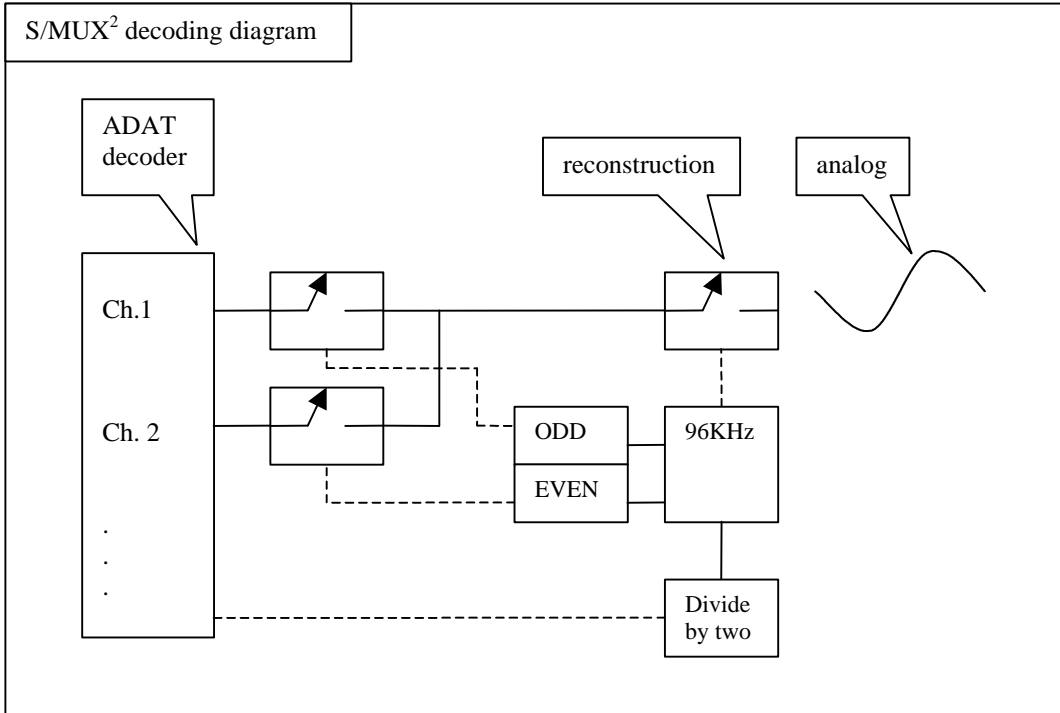 S/MUX² decoding diagram
ADAT
decoder
reconstruction
analog
Ch.1
Ch. 2
.
.
.
ODD
EVEN
96KHz
Divide
by two